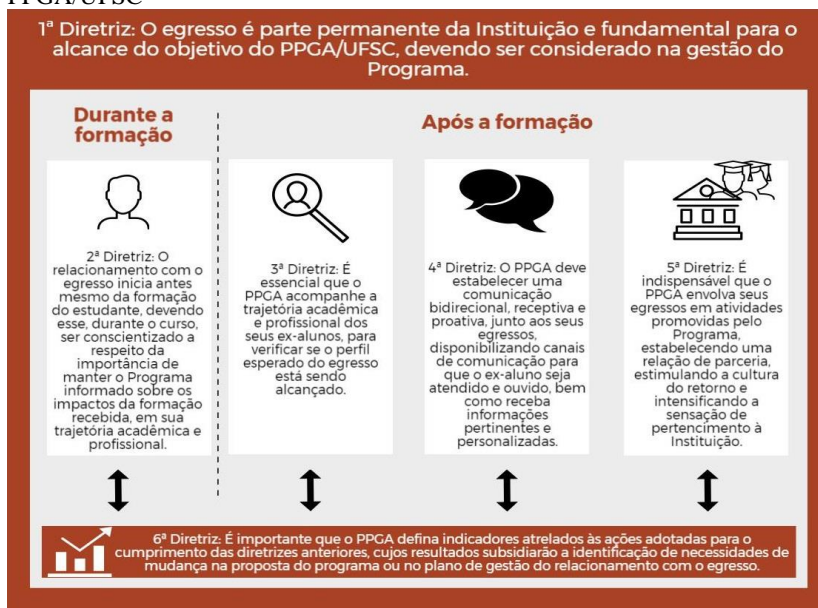 PPGA/UFSC
1ª Diretriz: O egresso é parte permanente da Instituição e fundamental para o
alcance do objetivo do PPGA/UFSC, devendo ser considerado na gestão do
Programa.
Durante a
formação
Após a formação
2ª Diretriz: O
relacionamento com o
egresso inicia antes
mesmo da formação
do estudante, devendo
esse, durante o curso,
ser conscientizado a
respeito da
importância de
manter o Programa
informado sobre os
impactos da formação
recebida, em sua
trajetória acadêmica e
profissional.
3ª Diretriz: É
essencial que o
PPGA acompanhe a
trajetória acadêmica
e profissional dos
seus ex-alunos, para
verificar se o perfil
esperado do egresso
está sendo
alcançado.
4ª Diretriz: O PPGA deve
estabelecer uma
comunicação
bidirecional, receptiva e
proativa, junto aos seus
egressos,
disponibilizando canais
de comunicação para
que o ex-aluno seja
atendido e ouvido, bem
como receba
informações
pertinentes e
personalizadas.
5ª Diretriz: É
indispensável que o
PPGA envolva seus
egressos em atividades
promovidas pelo
Programa,
estabelecendo uma
relação de parceria,
estimulando a cultura
do retorno e
intensificando a
sensação de
pertencimento à
Instituição.
6ª Diretriz: É importante que o PPGA defina indicadores atrelados às ações adotadas para o
cumprimento das diretrizes anteriores, cujos resultados subsidiarão a identificação de necessidades de
mudança na proposta do programa ou no plano de gestão do relacionamento com o egresso.